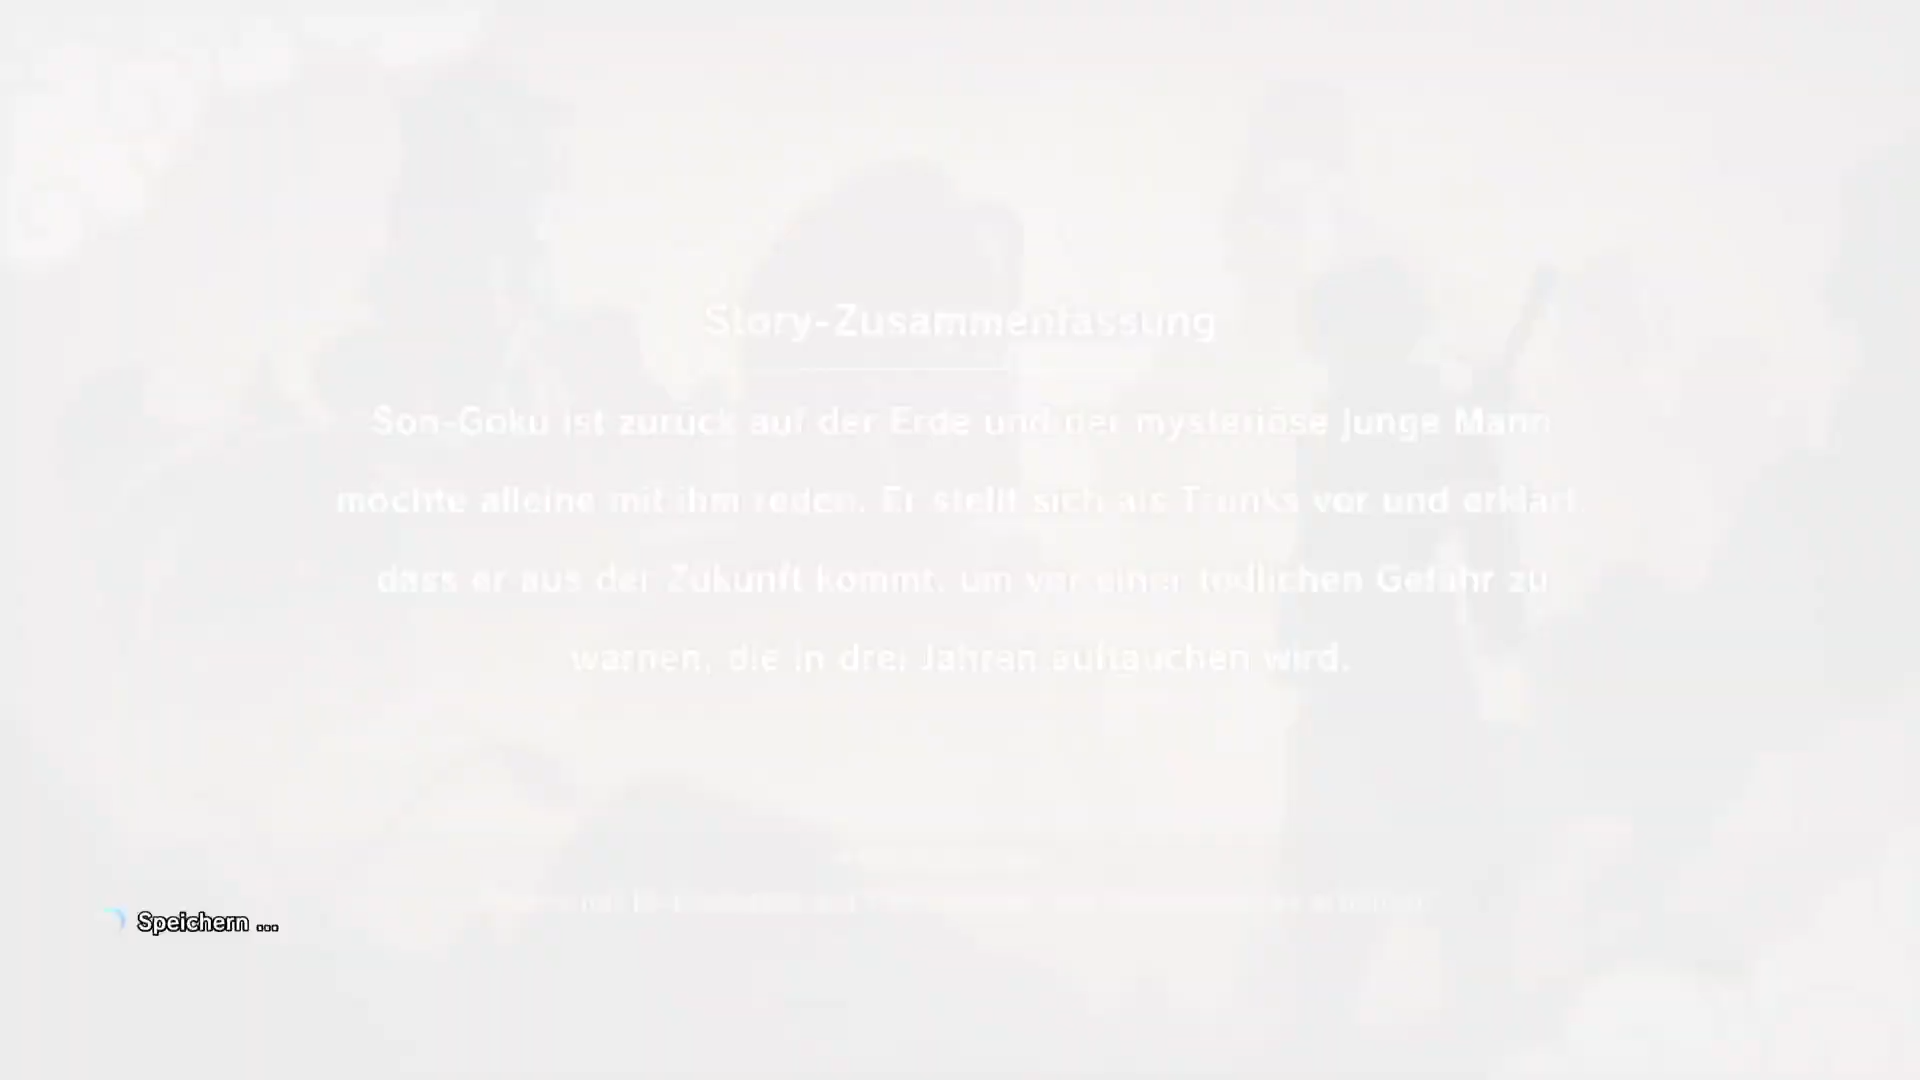 Story-Zusammenfassung
Son-Goku ist zurück auf der Erde und der mysteriöse junge Mann
möchte alleine mit ihm reden. Er stellt sich als Trunks vor und erklärt,
dass er aus der Zukunft kommt, um vor einer tödlichen Gefahr zu
warnen, die in drei Jahren auftauchen wird.
Speichern ...